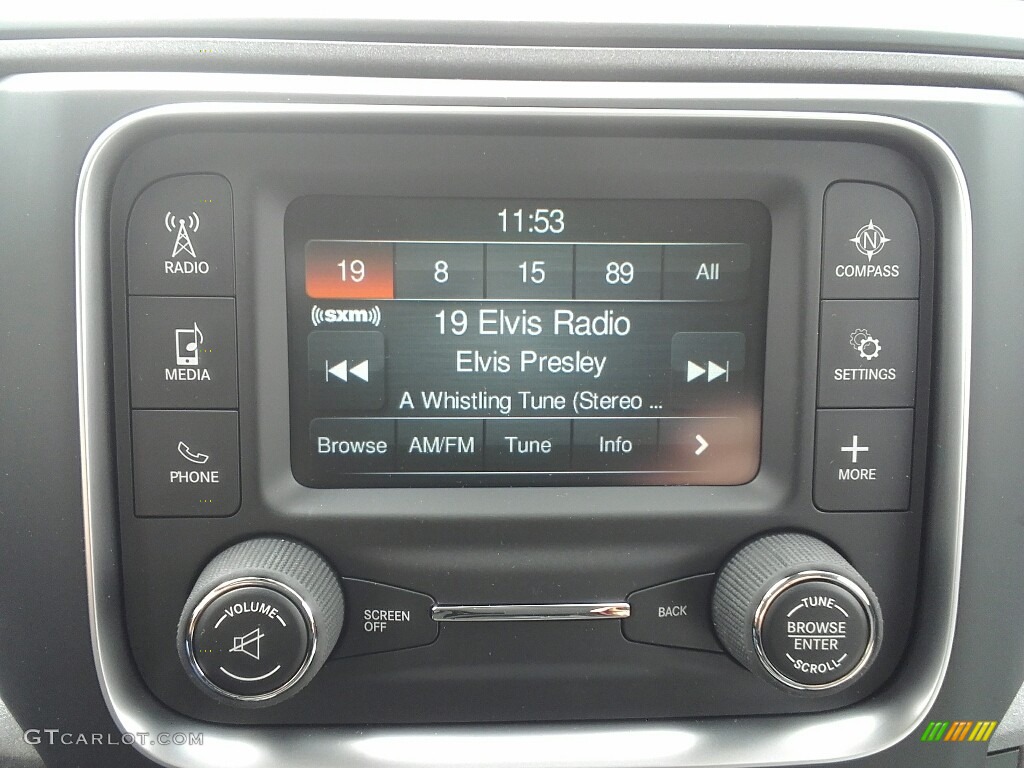 11:53
19 8 15 89 All
((sxm))
19 Elvis Radio
Elvis Presley
A Whistling Tune (Stereo ...
Browse AM/FM Tune Info
RADIO
MEDIA
PHONE
N
COMPASS
SETTINGS
MORE
VOLUME
SCREEN
OFF
BACK
TUNE
BROWSE
ENTER
SCROLL
GTCARLOT.COM